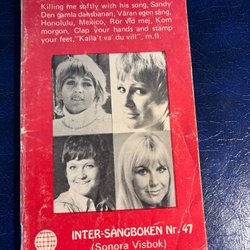 Killing me softly with his song, Sandy
Den gamla dansbanan, Våran egen sång,
Honolulu, Mexico, Rör vid mej, Kom
morgon, Clap your hands and stamp
your feet, "Kalla't va' du vill", m.fl.
INTER-SÅNGBOKEN Nr. 47
(Sonora Visbok)